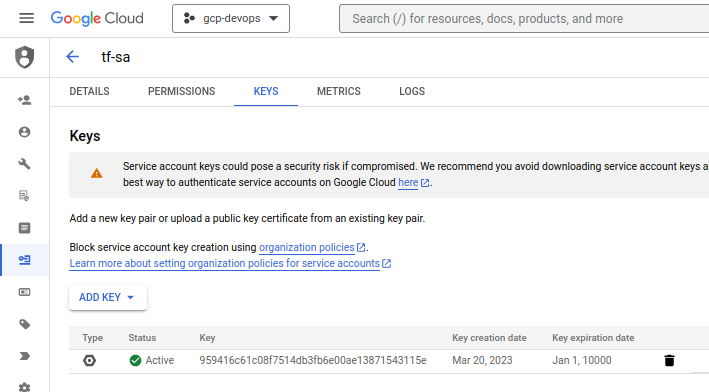 Google Cloud
gcp-devops
Search (/) for resources, docs, products, and more
tf-sa
DETAILS
PERMISSIONS
KEYS
METRICS
LOGS
Keys
Service account keys could pose a security risk if compromised. We recommend you avoid downloading service account keys a
best way to authenticate service accounts on Google Cloud here.
Add a new key pair or upload a public key certificate from an existing key pair.
Block service account key creation using organization policies.
Learn more about setting organization policies for service accounts
ADD KEY
Type Status Key Key creation date Key expiration date
Active 959416c61c08f7514db3fb6e00ae13871543115e Mar 20, 2023 Jan 1, 10000